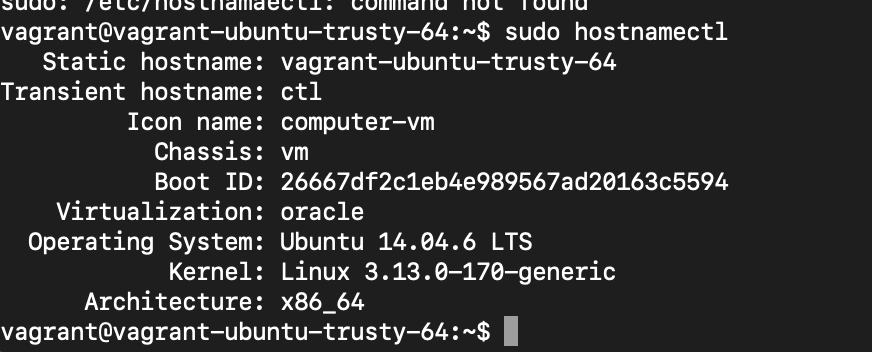 sudo: /etc/hostnamaectl: command not found
vagrant@vagrant-ubuntu-trusty-64:~$ sudo hostnamectl
Static hostname: vagrant-ubuntu-trusty-64
Transient hostname: ctl
Icon name: computer-vm
Chassis: vm
Boot ID: 26667df2c1eb4e989567ad20163c5594
Virtualization: oracle
Operating System: Ubuntu 14.04.6 LTS
Kernel: Linux 3.13.0-170-generic
Architecture: x86_64
vagrant@vagrant-ubuntu-trusty-64:~$